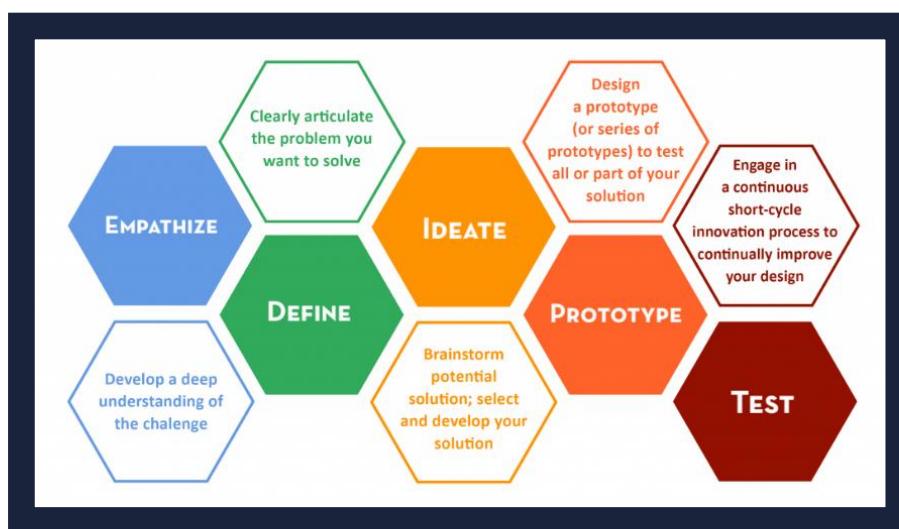 EMPATHIZE
Develop a deep
understanding of
the chalenge
Clearly articulate
the problem you
want to solve
DEFINE
IDEATE
Brainstorm
potential
solution; select
and develop your
solution
Design
a prototype
(or series of
prototypes) to test
all or part of your
solution
PROTOTYPE
Engage in
a continuous
short-cycle
innovation process to
continually improve
your design
TEST